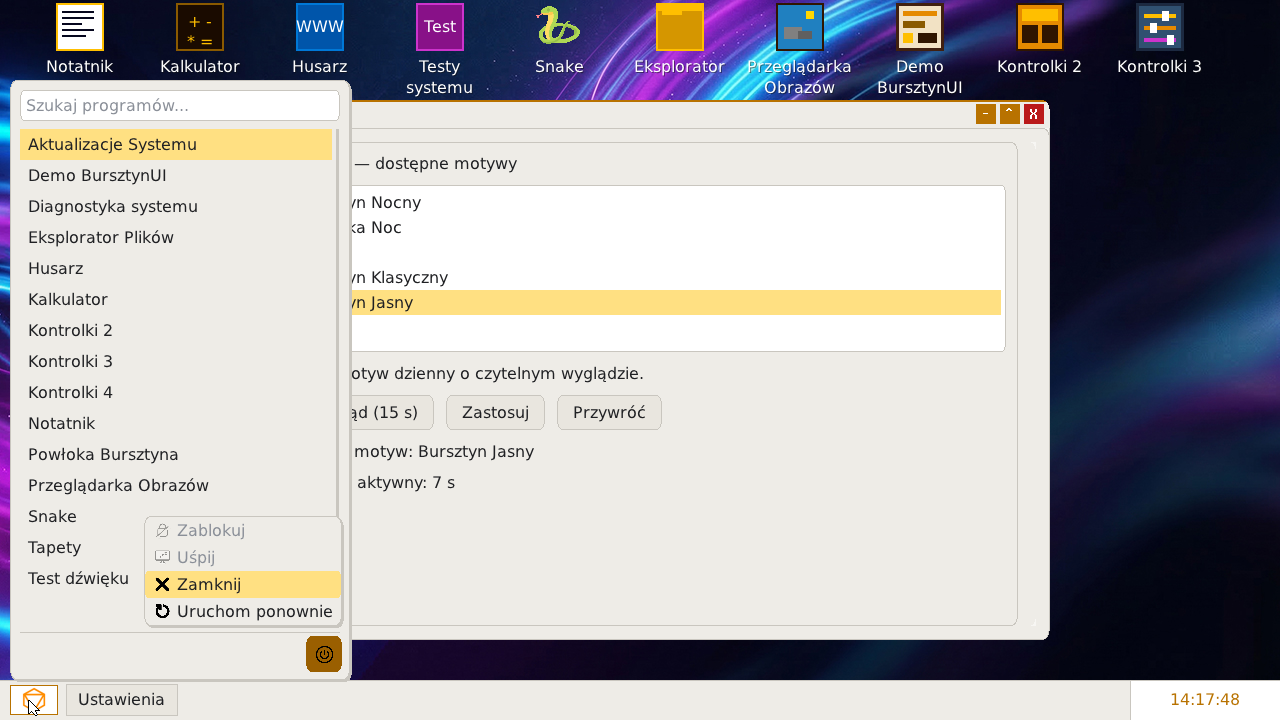 + -
* =
WWW
Test
Notatnik
Kalkulator
Husarz
Testy
systemu
Snake
Eksplorator
Przeglądarka
Obrazów
Demo
BursztynUI
Kontrolki 2
Kontrolki 3
Szukaj programów...
Aktualizacje Systemu
Demo BursztynUI
Diagnostyka systemu
Eksplorator Plików
Husarz
Kalkulator
Kontrolki 2
Kontrolki 3
Kontrolki 4
Notatnik
Powłoka Bursztyna
Przeglądarka Obrazów
Snake
Tapety
Test dźwięku
Zablokuj
Uśpij
Zamknij
Uruchom ponownie
- ^ X
— dostępne motywy
yn Nocny
ka Noc
yn Klasyczny
yn Jasny
otyw dzienny o czytelnym wyglądzie.
ąd (15 s)
Zastosuj
Przywróć
motyw: Bursztyn Jasny
aktywny: 7 s
Ustawienia
14:17:48